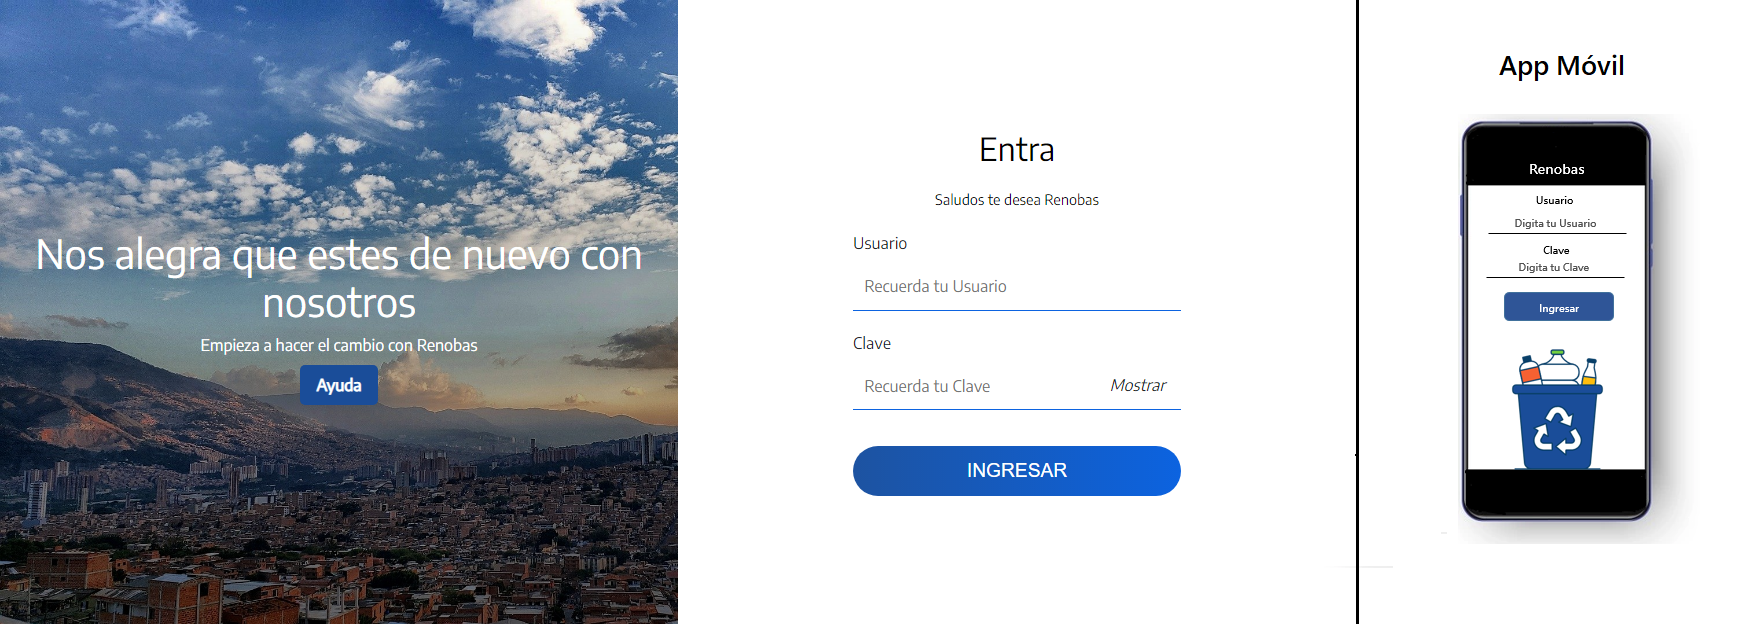 Nos alegra que estes de nuevo con
nosotros
Empieza a hacer el cambio con Renobas
Ayuda
Entra
Saludos te desea Renobas
Usuario
Recuerda tu Usuario
Clave
Recuerda tu Clave
Mostrar
INGRESAR
App Móvil
Renobas
Usuario
Digita tu Usuario
Clave
Digita tu Clave
Ingresar